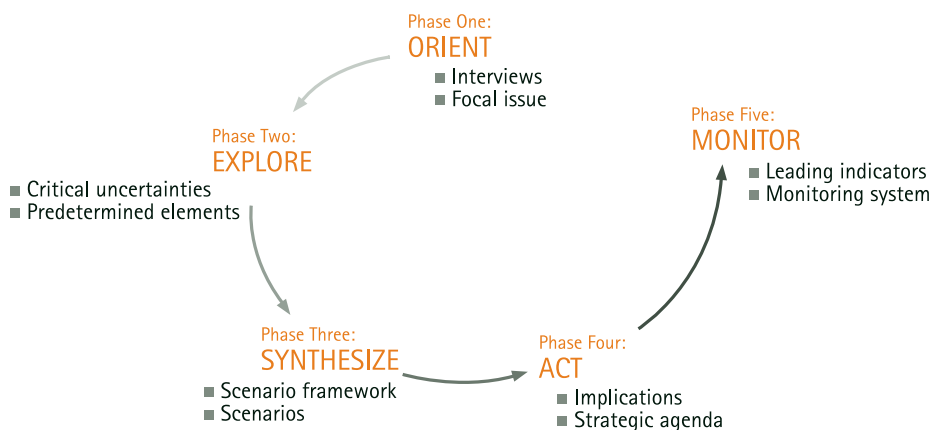 Phase One:
ORIENT
■ Interviews
■ Focal issue
Phase Two:
EXPLORE
■ Critical uncertainties
■ Predetermined elements
Phase Three:
SYNTHESIZE
■ Scenario framework
■ Scenarios
Phase Four:
ACT
■ Implications
■ Strategic agenda
Phase Five:
MONITOR
■ Leading indicators
■ Monitoring system